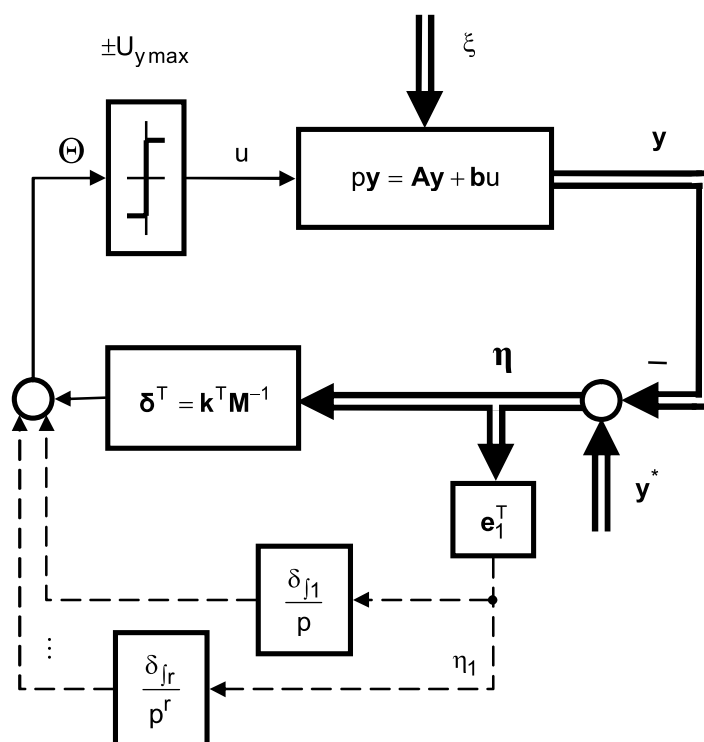 ±U_y max
ξ
Θ
u
py = Ay + bu
y
δ^T = k^T M^−1
η
−
y^*
e_1^T
δ_∫1
p
⋮
δ_∫r
p^r
η_1